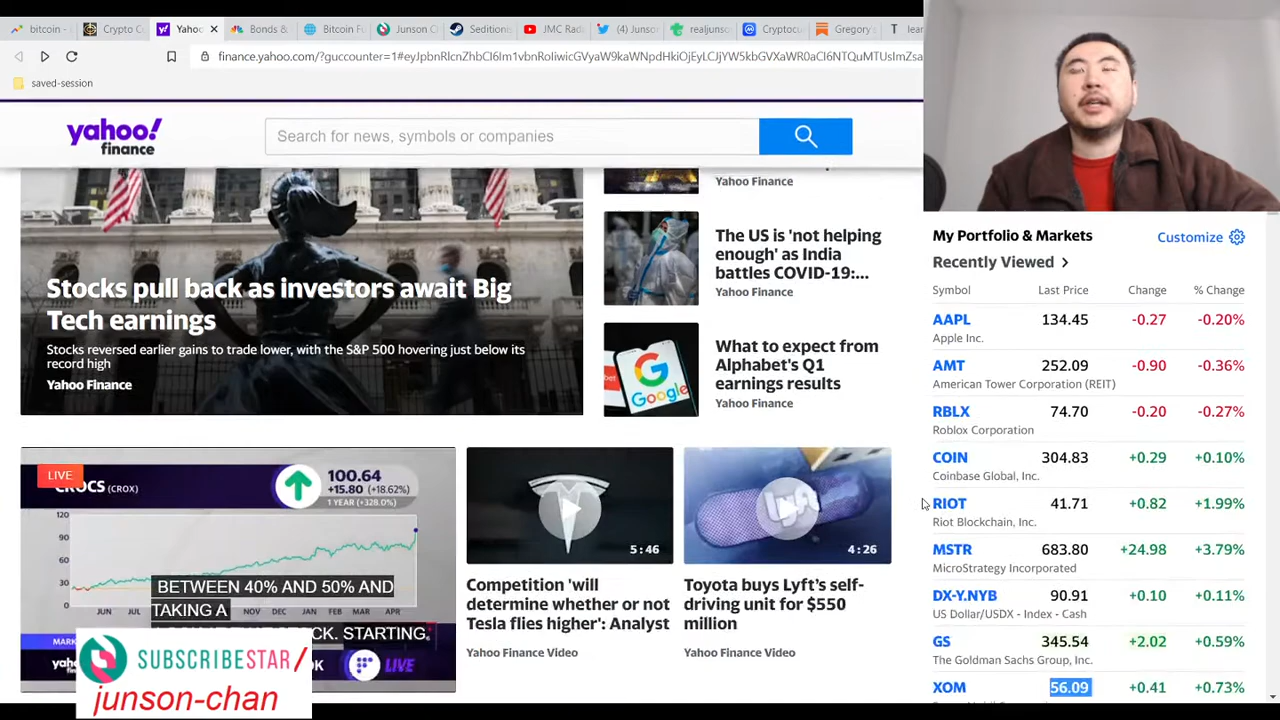 bitcoin -
Crypto C
Yahoo
Bonds &
Bitcoin Fu
Junson Ch
Seditions
JMC Rad
(4) Junso
realjunso
Cryptocu
Gregory's
learn
finance.yahoo.com/?guccounter=1#eyJpbnRlcnZhbCI6Im1vbnRoIiwicGVyaW9kaWNpdHkiOjEyLCJjYW5kbGVXaWR0aCI6NTQuMTUsImZsa
saved-session
yahoo!
finance
Search for news, symbols or companies
Stocks pull back as investors await Big
Tech earnings
Stocks reversed earlier gains to trade lower, with the S&P 500 hovering just below its
record high
Yahoo Finance
Yahoo Finance
The US is 'not helping
enough' as India
battles COVID-19:...
Yahoo Finance
What to expect from
Alphabet's Q1
earnings results
Yahoo Finance
Google
LIVE
CROCS (CROX)
100.64
+15.80 (+18.62%)
1 YEAR (+329.0%)
120
90
60
30
0
JUN JUL NOV DEC JAN FEB MAR APR
BETWEEN 40% AND 50% AND
TAKING A
STOCK. STARTING.
LIVE
SUBSCRIBESTAR/
junson-chan
5:46
Competition 'will
determine whether or not
Tesla flies higher': Analyst
Yahoo Finance Video
4:26
Toyota buys Lyft's self-
driving unit for $550
million
Yahoo Finance Video
My Portfolio & Markets
Customize
Recently Viewed
Symbol Last Price Change % Change
AAPL 134.45 -0.27 -0.20%
Apple Inc.
AMT 252.09 -0.90 -0.36%
American Tower Corporation (REIT)
RBLX 74.70 -0.20 -0.27%
Roblox Corporation
COIN 304.83 +0.29 +0.10%
Coinbase Global, Inc.
RIOT 41.71 +0.82 +1.99%
Riot Blockchain, Inc.
MSTR 683.80 +24.98 +3.79%
MicroStrategy Incorporated
DX-Y.NYB 90.91 +0.10 +0.11%
US Dollar/USDX - Index - Cash
GS 345.54 +2.02 +0.59%
The Goldman Sachs Group, Inc.
XOM 56.09 +0.41 +0.73%